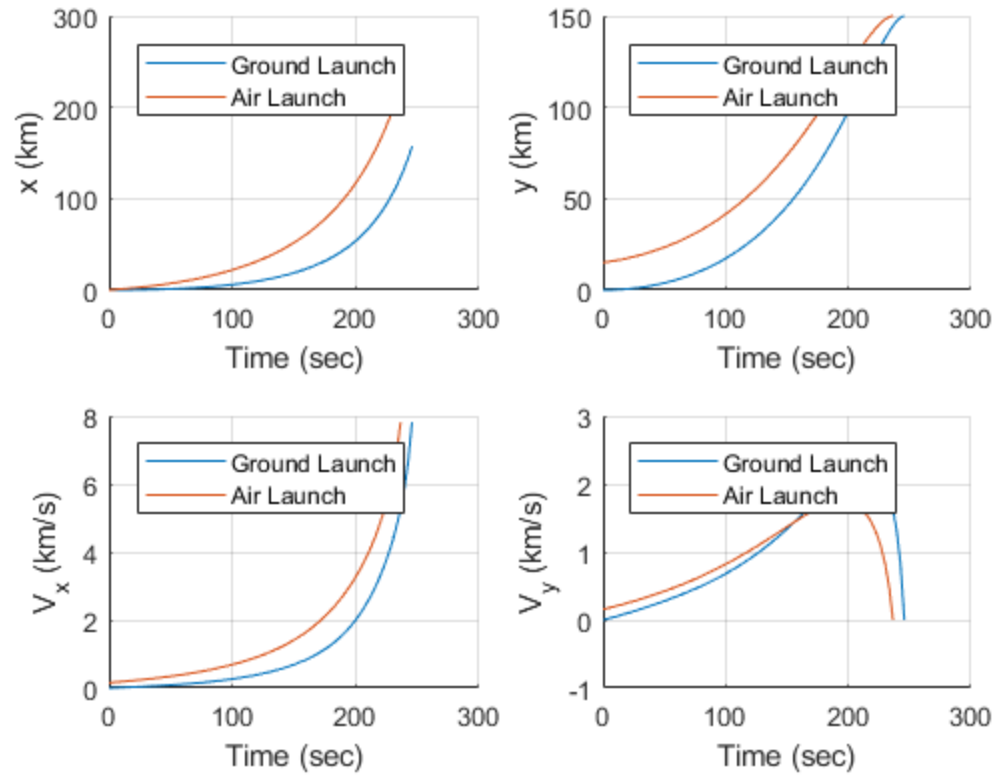 300
200
100
0
x (km)
Ground Launch
Air Launch
0 100 200 300
Time (sec)
150
100
50
0
y (km)
Ground Launch
Air Launch
0 100 200 300
Time (sec)
8
6
4
2
0
V_x (km/s)
Ground Launch
Air Launch
0 100 200 300
Time (sec)
3
2
1
0
-1
V_y (km/s)
Ground Launch
Air Launch
0 100 200 300
Time (sec)